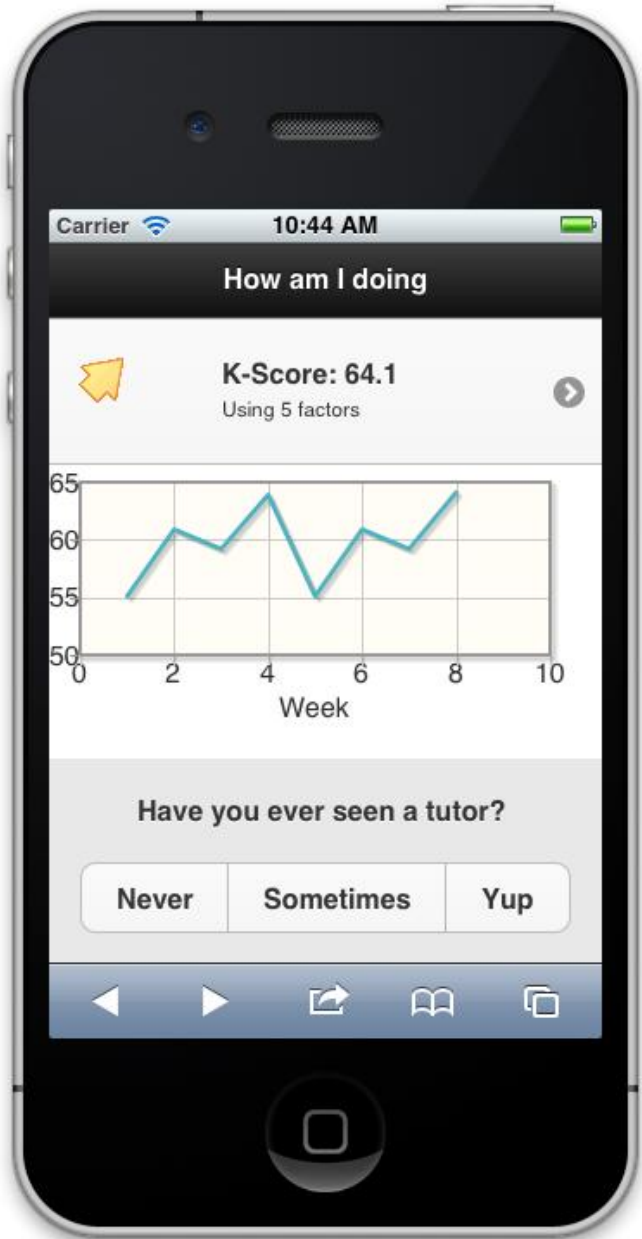 Carrier 10:44 AM
How am I doing
K-Score: 64.1
Using 5 factors
65
60
55
50
0 2 4 6 8 10
Week
Have you ever seen a tutor?
Never Sometimes Yup